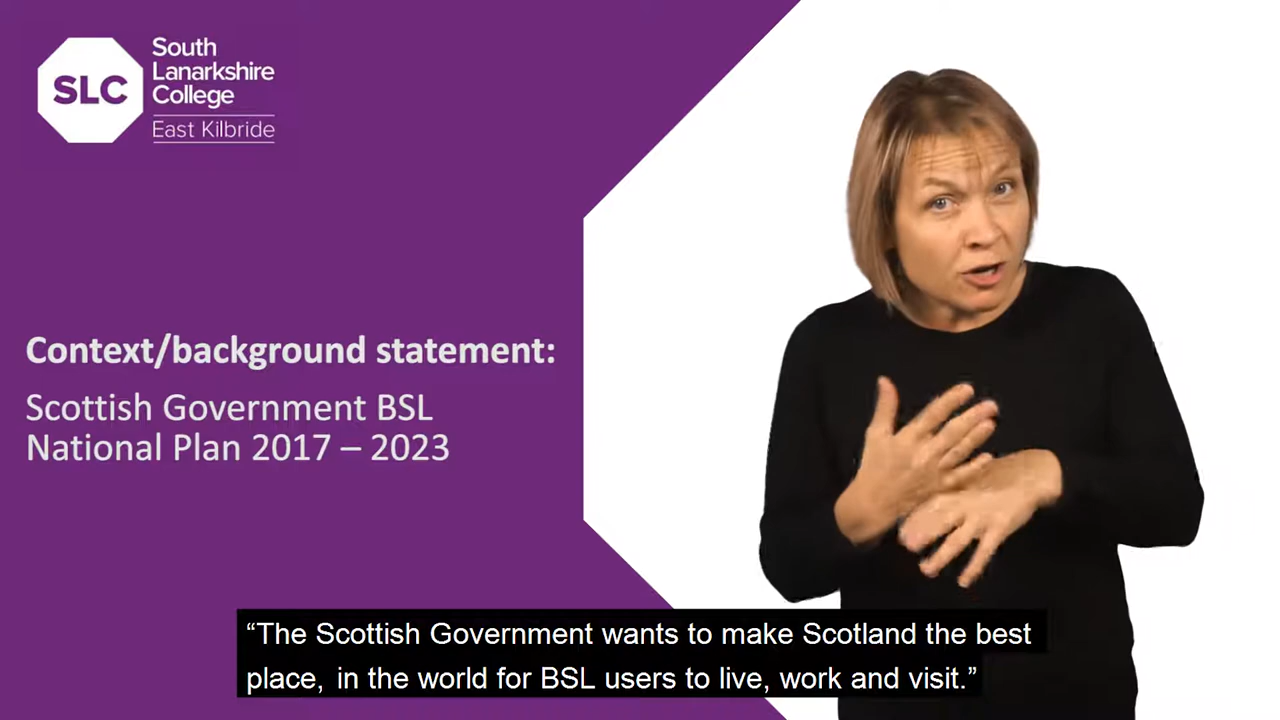 SLC
South
Lanarkshire
College
East Kilbride
Context/background statement:
Scottish Government BSL
National Plan 2017 – 2023
“The Scottish Government wants to make Scotland the best
place, in the world for BSL users to live, work and visit.”